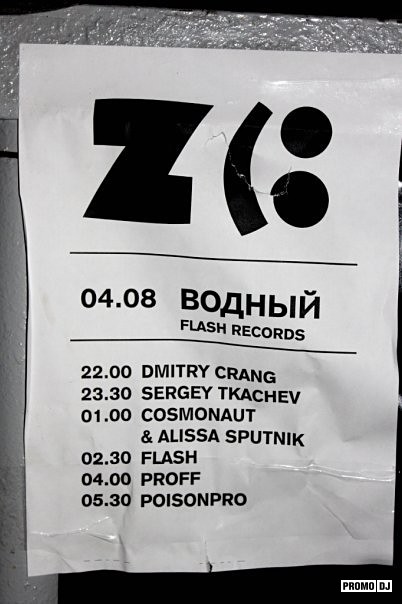 Z(:
04.08 ВОДНЫЙ
FLASH RECORDS
22.00 DMITRY CRANG
23.30 SERGEY TKACHEV
01.00 COSMONAUT
& ALISSA SPUTNIK
02.30 FLASH
04.00 PROFF
05.30 POISONPRO
PROMO DJ